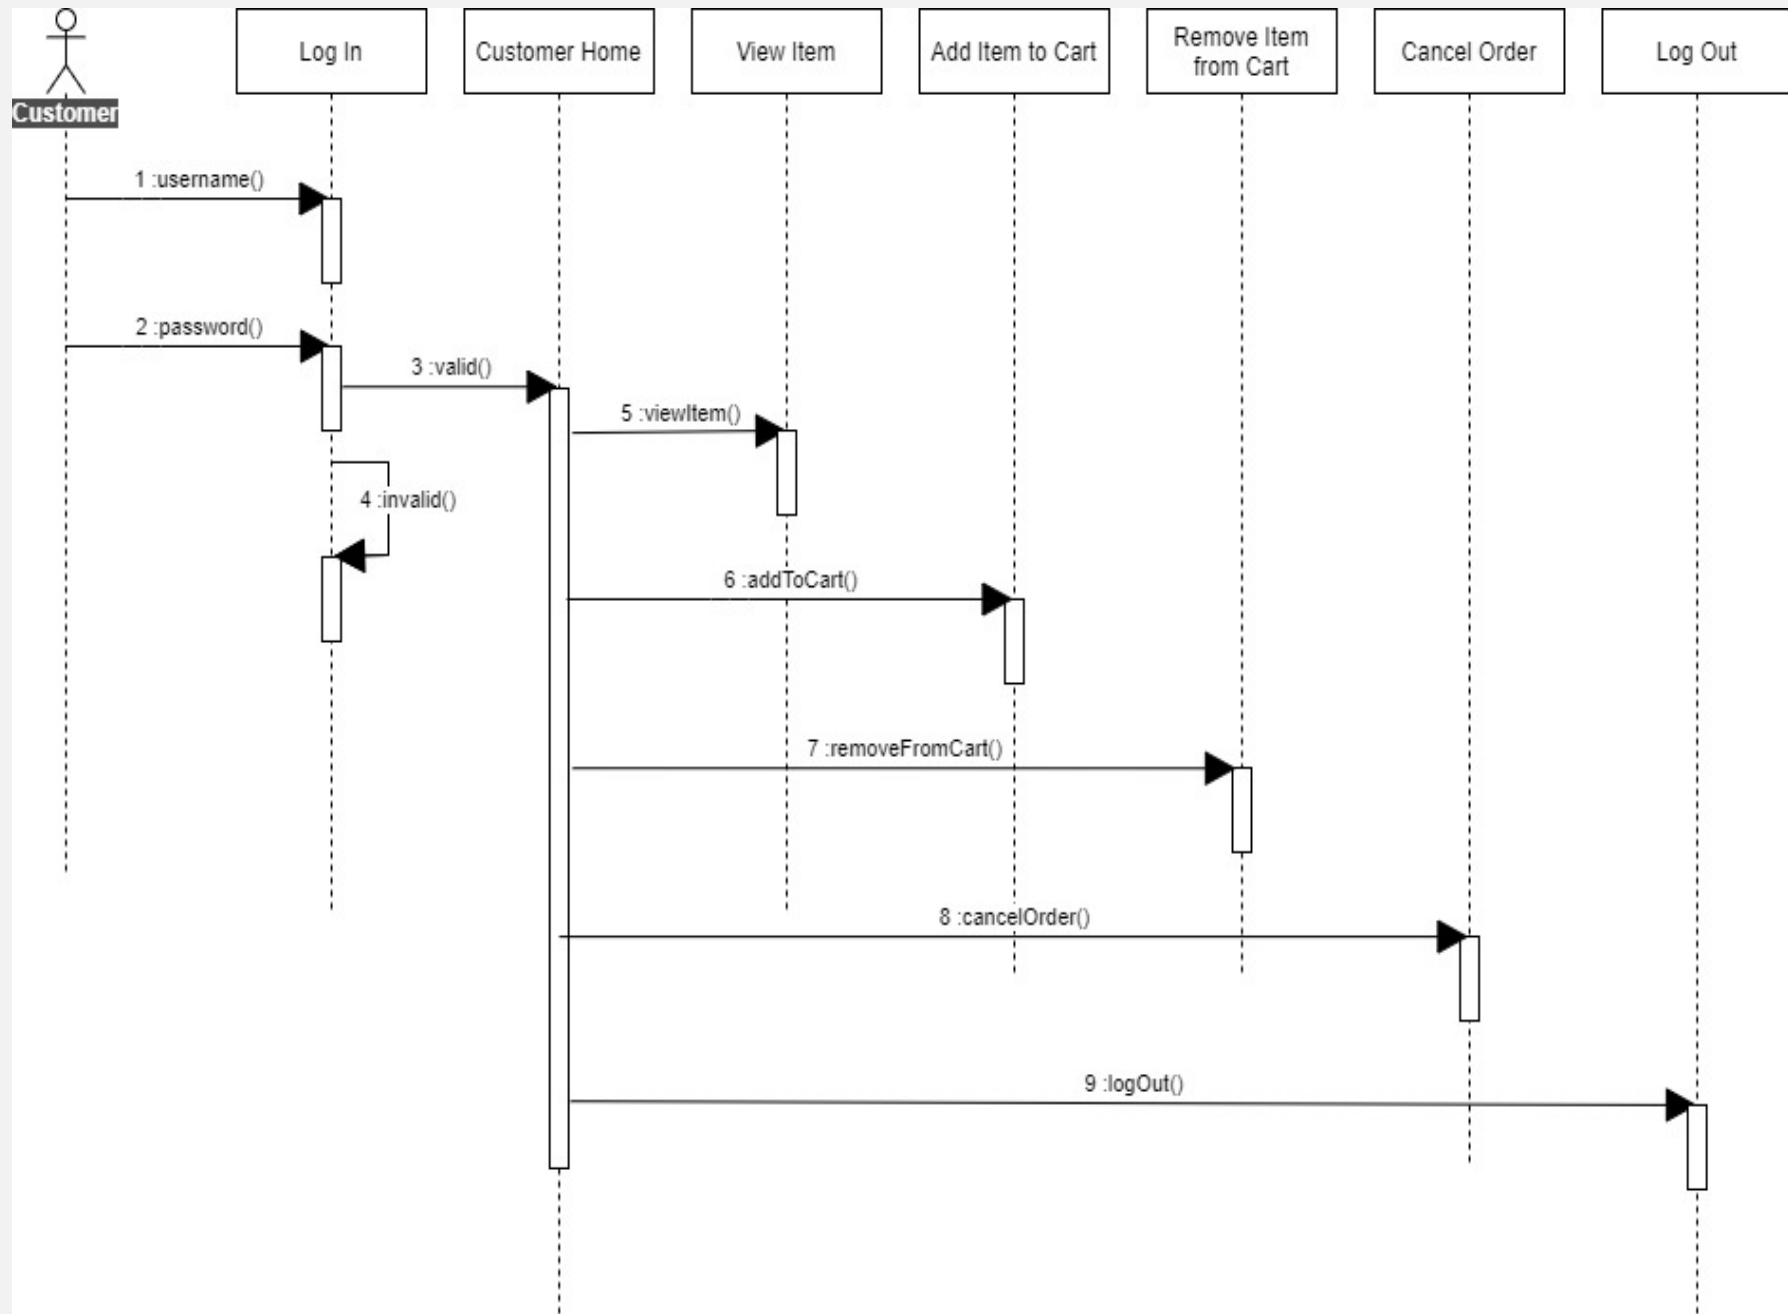 Log In
Customer Home
View Item
Add Item to Cart
Remove Item
from Cart
Cancel Order
Log Out
Customer
1 :username()
2 :password()
3 :valid()
5 :viewItem()
4 :invalid()
6 :addToCart()
7 :removeFromCart()
8 :cancelOrder()
9 :logOut()